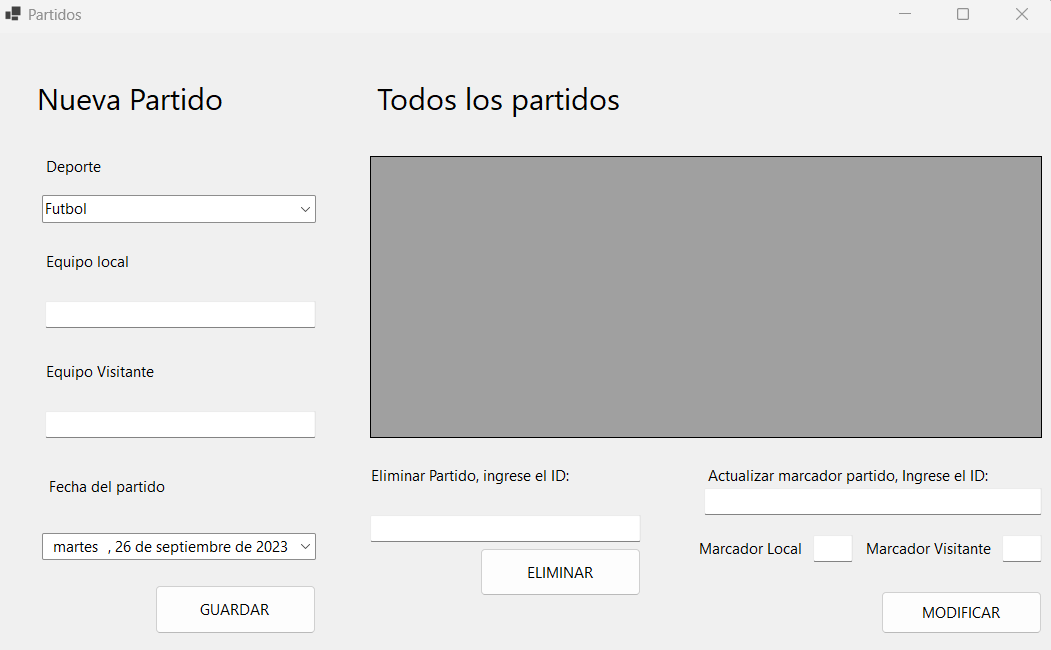 Partidos
Nueva Partido
Todos los partidos
Deporte
Futbol
Equipo local
Equipo Visitante
Fecha del partido
martes , 26 de septiembre de 2023
GUARDAR
Eliminar Partido, ingrese el ID:
ELIMINAR
Actualizar marcador partido, Ingrese el ID:
Marcador Local
Marcador Visitante
MODIFICAR